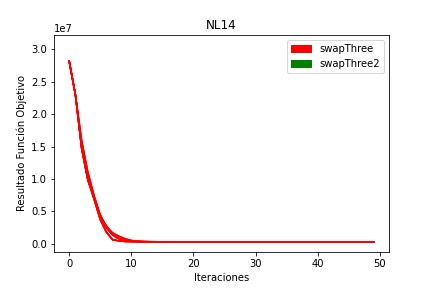 NL14
1e7
swapThree
swapThree2
Resultado Función Objetivo
3.0
2.5
2.0
1.5
1.0
0.5
0.0
0 10 20 30 40 50
Iteraciones